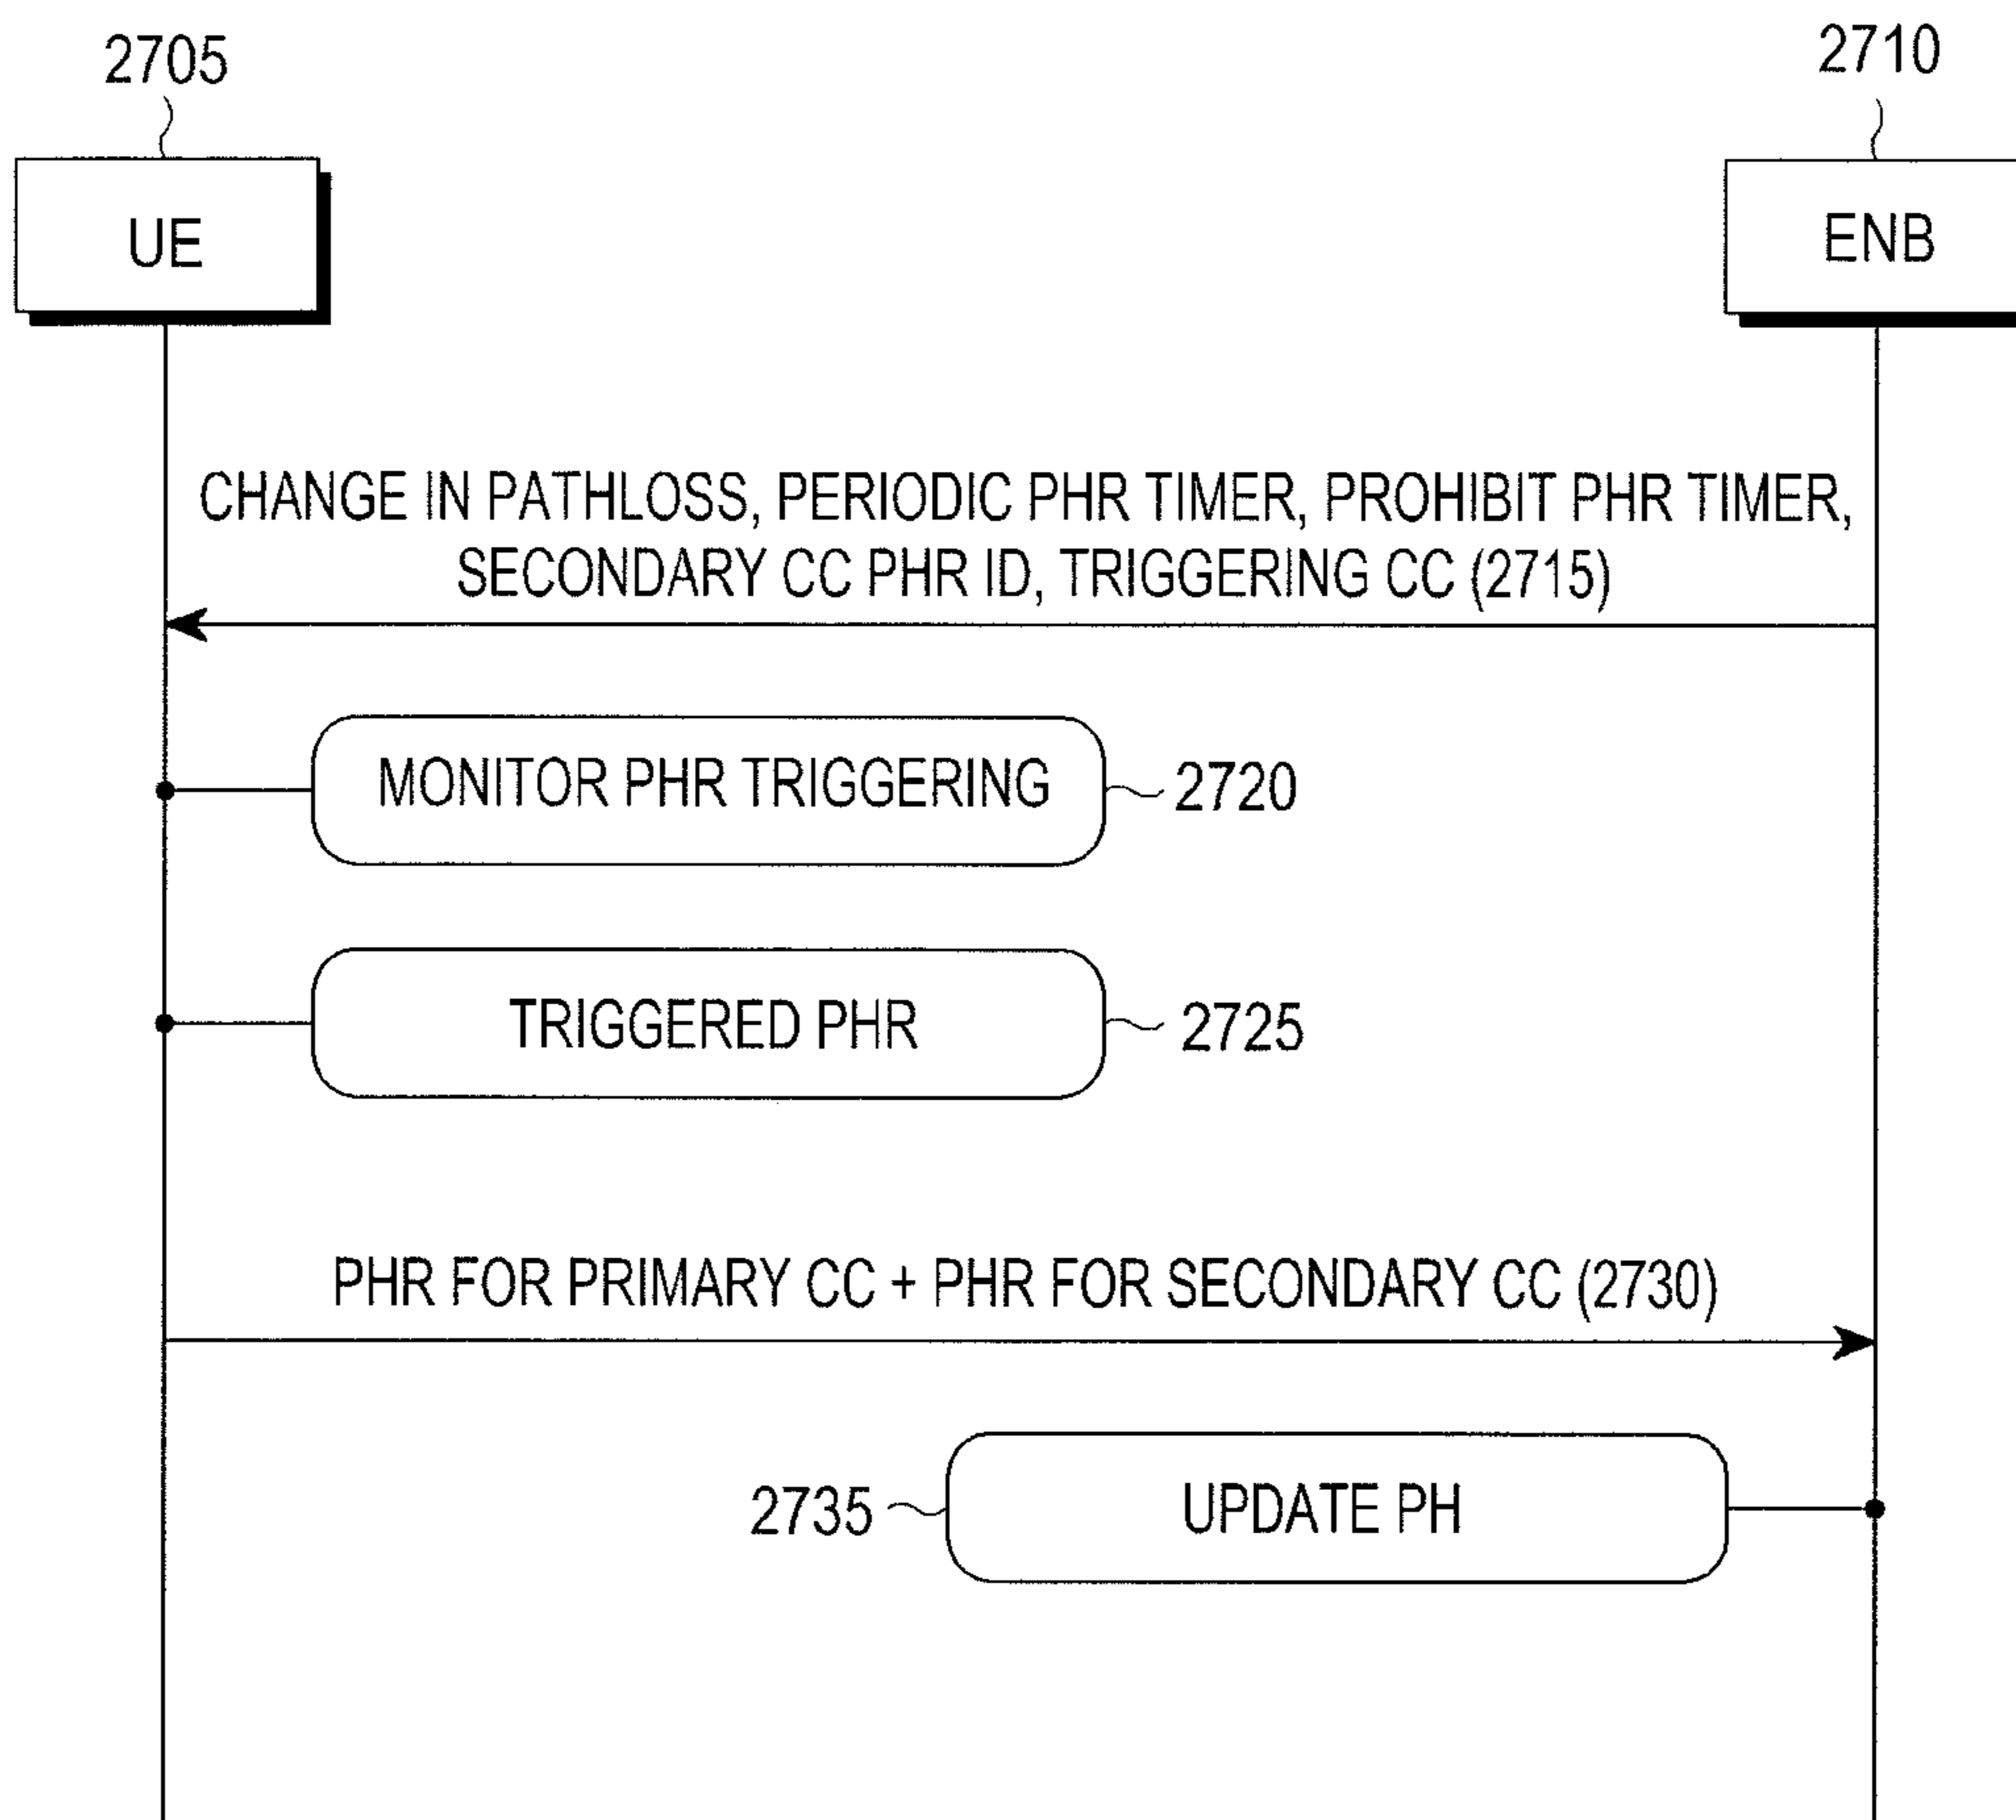 2705
2710
UE
ENB
CHANGE IN PATHLOSS, PERIODIC PHR TIMER, PROHIBIT PHR TIMER,
SECONDARY CC PHR ID, TRIGGERING CC (2715)
MONITOR PHR TRIGGERING
2720
TRIGGERED PHR
2725
PHR FOR PRIMARY CC + PHR FOR SECONDARY CC (2730)
2735
UPDATE PH